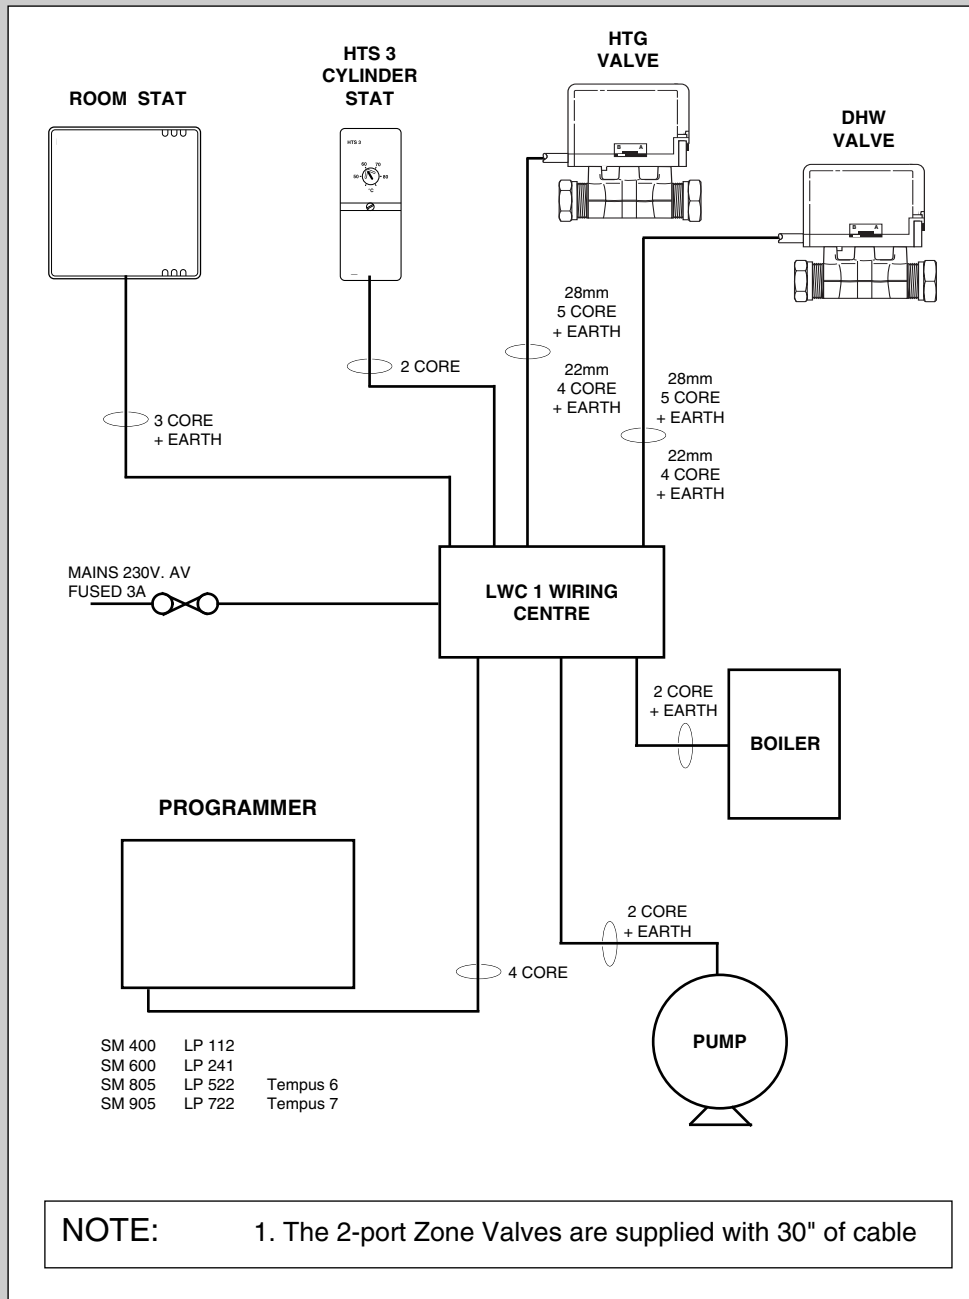 HTG
VALVE
HTS 3
CYLINDER
STAT
ROOM STAT
DHW
VALVE
HTS 3
50
60
70
80
°C
B A
B A
28mm
5 CORE
+ EARTH
22mm
4 CORE
+ EARTH
2 CORE
28mm
5 CORE
+ EARTH
22mm
4 CORE
+ EARTH
3 CORE
+ EARTH
MAINS 230V. AV
FUSED 3A
LWC 1 WIRING
CENTRE
2 CORE
+ EARTH
BOILER
PROGRAMMER
2 CORE
+ EARTH
4 CORE
PUMP
SM 400 LP 112
SM 600 LP 241
SM 805 LP 522 Tempus 6
SM 905 LP 722 Tempus 7
NOTE: 1. The 2-port Zone Valves are supplied with 30" of cable